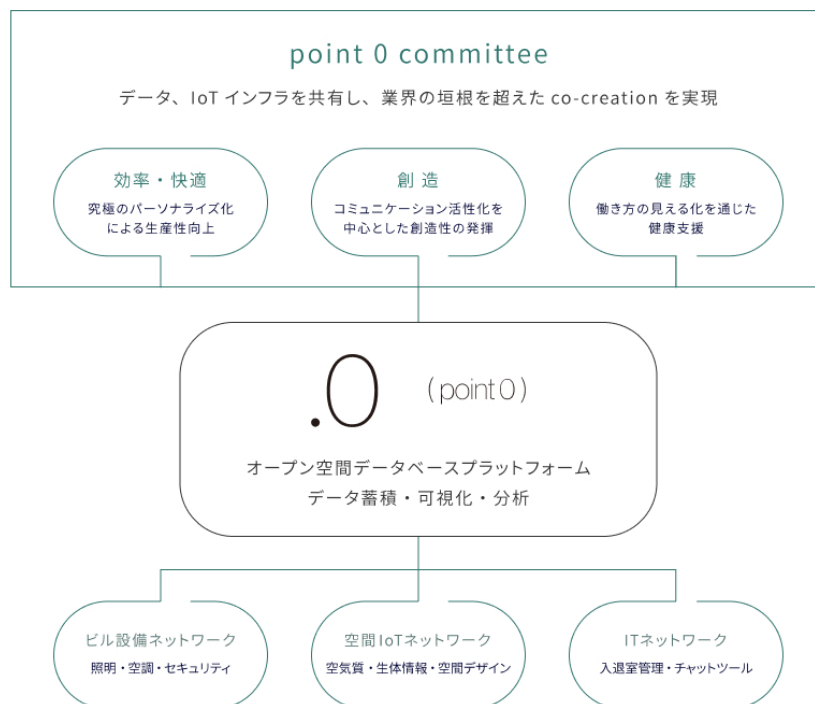 point 0 committee
データ、IoT インフラを共有し、業界の垣根を超えた co-creation を実現
効率・快適
究極のパーソナライズ化
による生産性向上
創 造
コミュニケーション活性化を
中心とした創造性の発揮
健 康
働き方の見える化を通じた
健康支援
.0 (point 0)
オープン空間データベースプラットフォーム
データ蓄積・可視化・分析
ビル設備ネットワーク
照明・空調・セキュリティ
空間IoTネットワーク
空気質・生体情報・空間デザイン
ITネットワーク
入退室管理・チャットツール